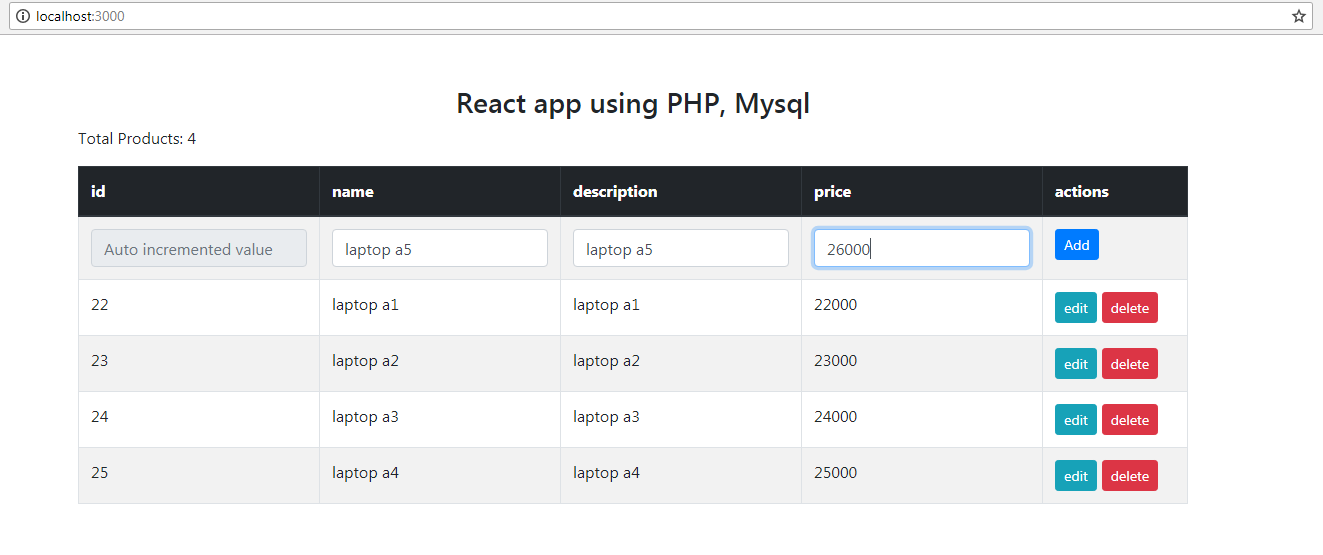 localhost:3000
React app using PHP, Mysql
Total Products: 4
id name description price actions
Auto incremented value laptop a5 laptop a5 26000 Add
22 laptop a1 laptop a1 22000 edit delete
23 laptop a2 laptop a2 23000 edit delete
24 laptop a3 laptop a3 24000 edit delete
25 laptop a4 laptop a4 25000 edit delete